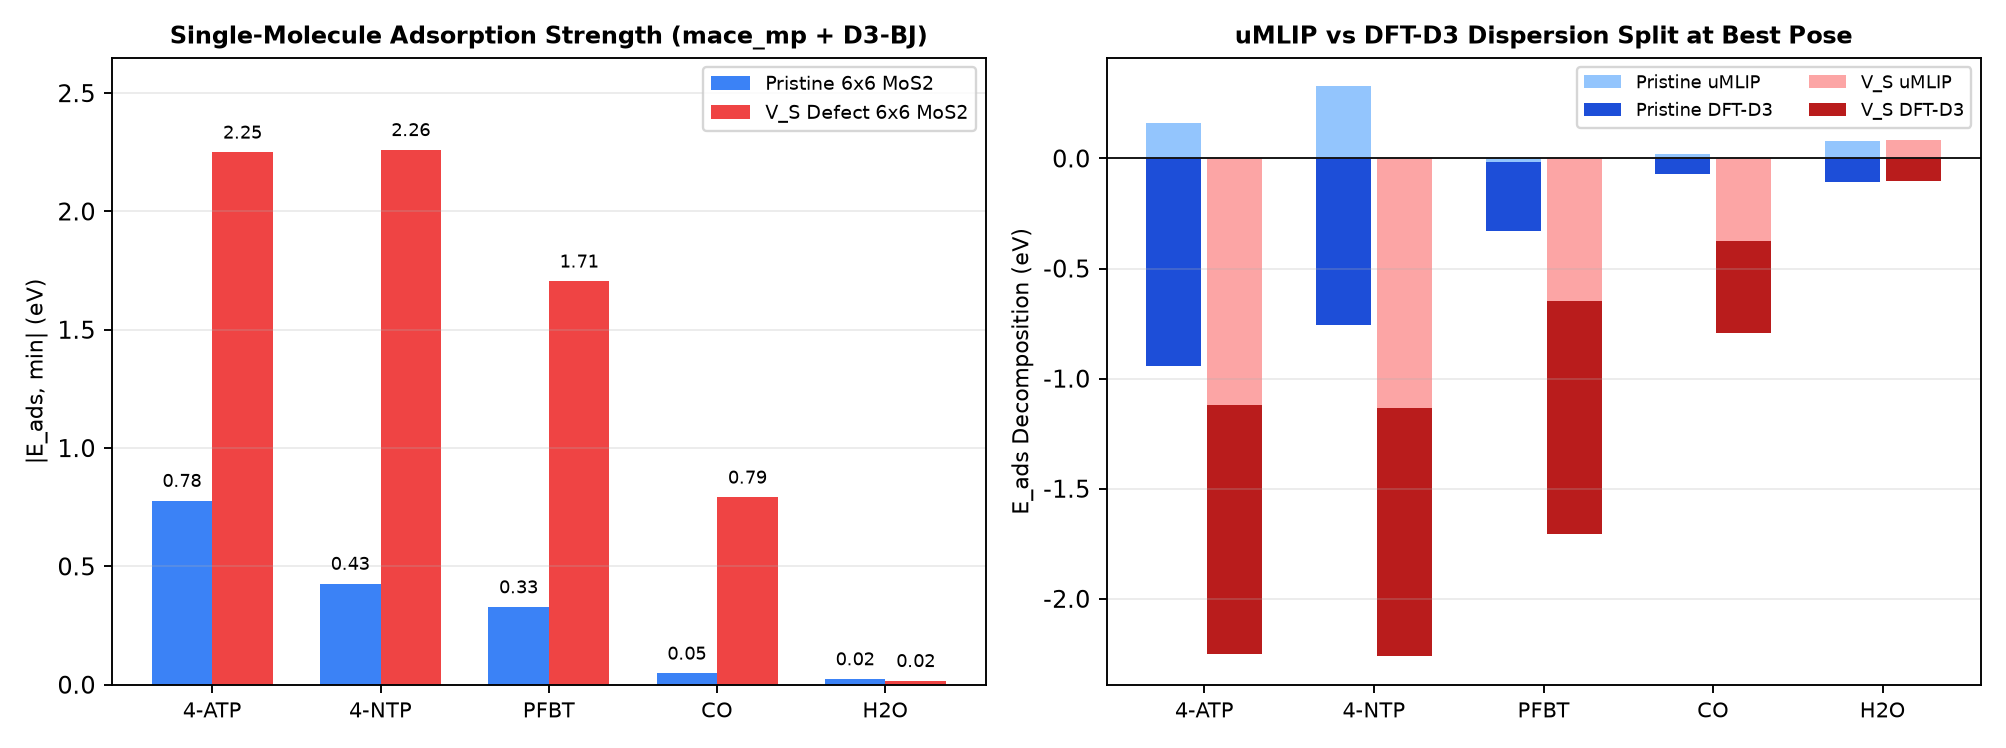 Single-Molecule Adsorption Strength (mace_mp + D3-BJ)
Pristine 6x6 MoS2
V_S Defect 6x6 MoS2
|E_ads, min| (eV)
2.5
2.0
1.5
1.0
0.5
0.0
0.78
2.25
0.43
2.26
0.33
1.71
0.05
0.79
0.02
0.02
4-ATP
4-NTP
PFBT
CO
H2O
uMLIP vs DFT-D3 Dispersion Split at Best Pose
Pristine uMLIP
Pristine DFT-D3
V_S uMLIP
V_S DFT-D3
E_ads Decomposition (eV)
0.0
-0.5
-1.0
-1.5
-2.0
4-ATP
4-NTP
PFBT
CO
H2O